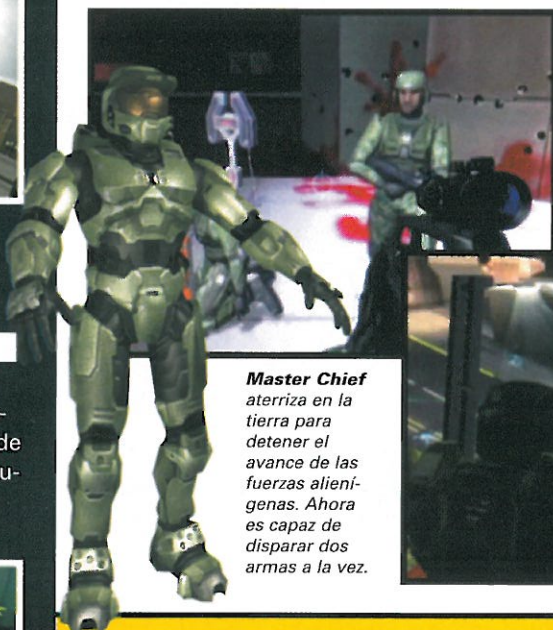 de
u-
Master Chief
aterriza en la
tierra para
detener el
avance de las
fuerzas aliení-
genas. Ahora
es capaz de
disparar dos
armas a la vez.